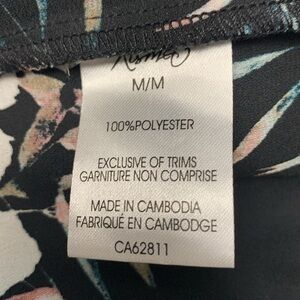 M/M
100%POLYESTER
EXCLUSIVE OF TRIMS
GARNITURE NON COMPRISE
MADE IN CAMBODIA
FABRIQUÉ EN CAMBODGE
CA62811